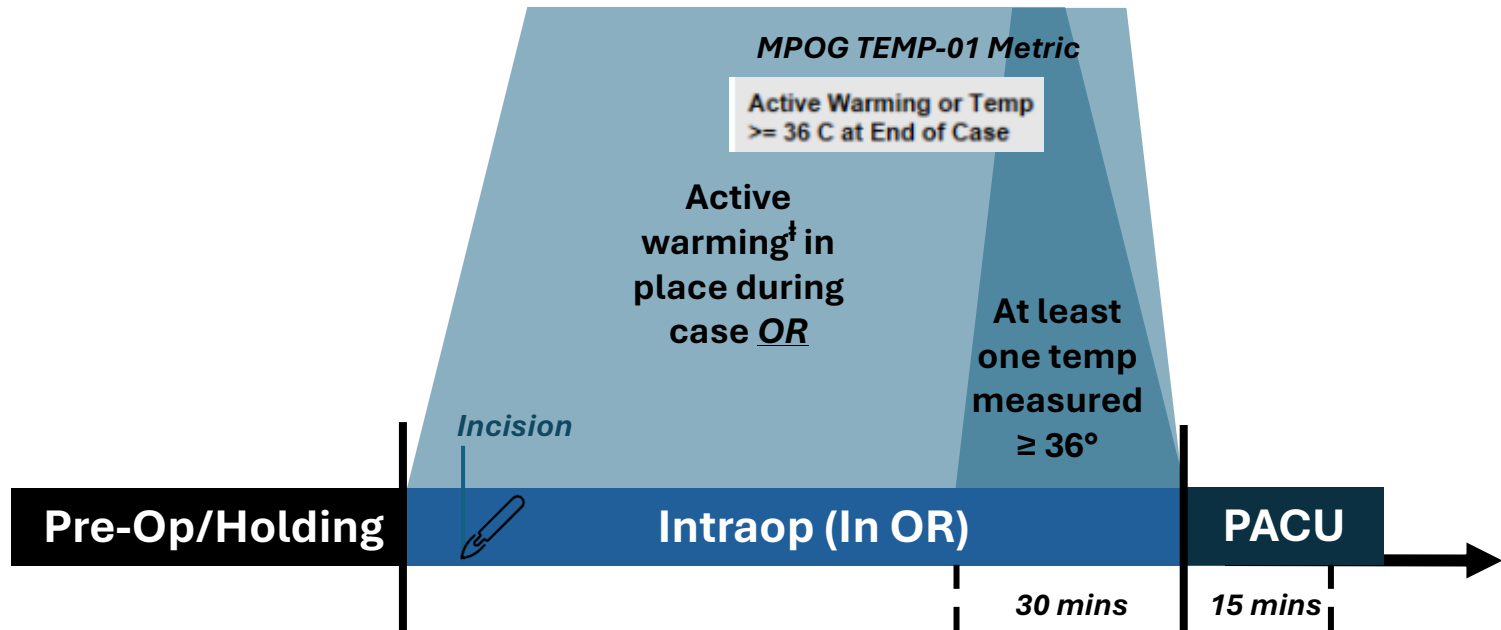 MPOG TEMP-01 Metric
Active Warming or Temp
>= 36 C at End of Case
Active
warmingǂ in
place during
case OR
At least
one temp
measured
≥ 36°
Incision
Pre-Op/Holding
Intraop (In OR)
PACU
30 mins
15 mins